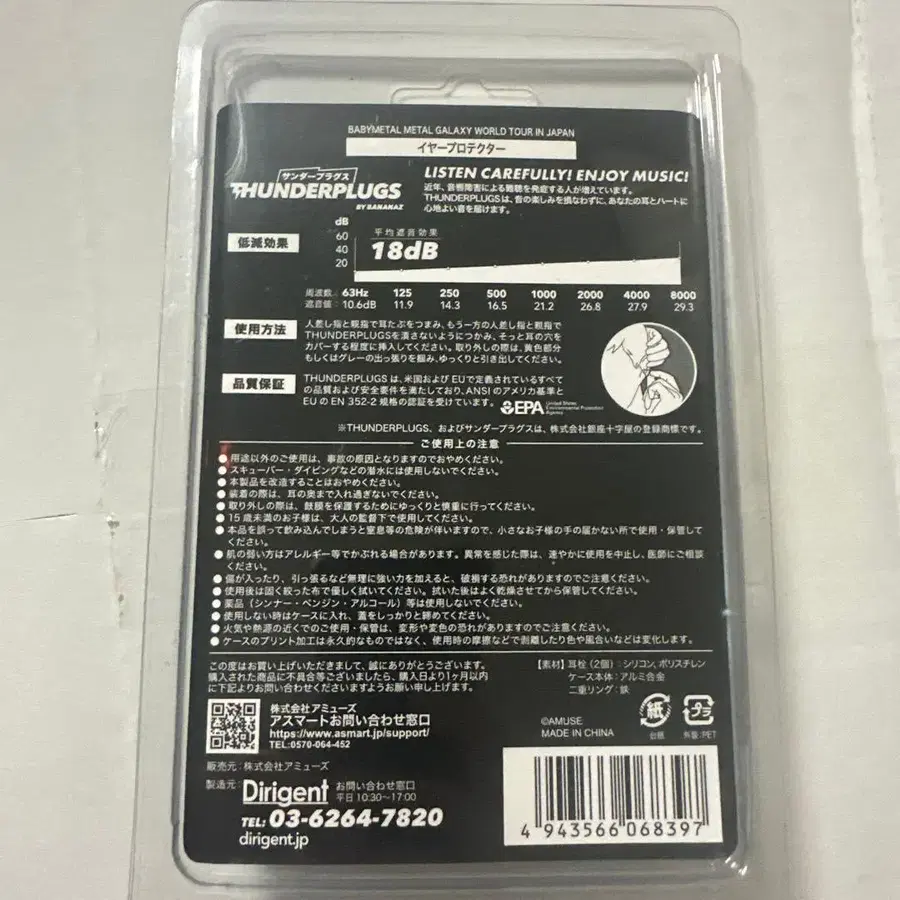 BABYMETAL METAL GALAXY WORLD TOUR IN JAPAN
イヤープロテクター
サンダープラグス
THUNDERPLUGS
BY BANANAZ
LISTEN CAREFULLY! ENJOY MUSIC!
近年、音響障害による難聴を発症する人が増えています。
THUNDERPLUGSは、音の楽しみを損なわずに、あなたの耳とハートに
心地よい音を届けます。
低減効果
dB
60
40
20
平均遮音効果
18dB
周波数: 63Hz 125 250 500 1000 2000 4000 8000
遮音値: 10.6dB 11.9 14.3 16.5 21.2 26.8 27.9 29.3
使用方法
人差し指と親指で耳たぶをつまみ、もう一方の人差し指と親指で
THUNDERPLUGSを潰さないようにつかみ、そっと耳の穴を
カバーする程度に挿入してください。取り外しの際は、黄色部分
もしくはグレーの出っ張りを掴み、ゆっくりと引き出してください。
品質保証
THUNDERPLUGS は、米国および EUで定義されているすべて
の品質および安全要件を満たしており、ANSI のアメリカ基準と
EU の EN 352-2 規格の認証を受けています。
EPA
United States
Environmental Protection
Agency
※THUNDERPLUGS、およびサンダープラグスは、株式会社銀座十字屋の登録商標です。
ご使用上の注意
●用途以外のご使用は、事故の原因となりますのでおやめください。
●スキューバー・ダイビングなどの潜水には使用しないでください。
●本製品を改造することはおやめください。
●装着の際は、耳の奥まで入れ過ぎないでください。
●取り外しの際は、鼓膜を保護するためにゆっくりと慎重に行ってください。
●15歳未満のお子様は、大人の監督下で使用してください。
●本品を誤って飲み込んでしまうと窒息等の危険が伴いますので、小さなお子様の手の届かない所で使用・保管して
ください。
●肌の弱い方はアレルギー等でかぶれる場合があります。異常を感じた際は、速やかに使用を中止し、医師にご相談
ください。
●傷が入ったり、引っ張るなど無理に強い力を加えると、破損する恐れがありますのでご注意ください。
●使用後は固く絞った布で優しく拭いてください。拭いた後はよく乾燥させてから保管してください。
●薬品（シンナー・ベンジン・アルコール）等は使用しないでください。
●使用しない時はケースに入れ、蓋をしっかりと締めてください。
●火気や熱源の近くでのご使用・保管は、変形や変色の恐れがありますのでご注意ください。
●ケースのプリント加工は永久的なものではなく、使用時の摩擦などで剥離したり色や風合いなどは変化します。
この度はお買い上げいただきまして、誠にありがとうございます。
購入された商品に不具合等ございましたら、購入日より1ヶ月以内
に下記よりお問い合わせくださいますようお願い申し上げます。
【素材】耳栓（2個）：シリコン、ポリスチレン
ケース本体：アルミ合金
二重リング：鉄
株式会社アミューズ
アスマートお問い合わせ窓口
https://www.asmart.jp/support/
TEL:0570-064-452
©AMUSE
MADE IN CHINA
紙
台紙
プラ
外装：PET
販売元：株式会社アミューズ
製造元：
Dirigent
お問い合わせ窓口
平日 10:30〜17:00
TEL: 03-6264-7820
dirigent.jp
4 943566 068397